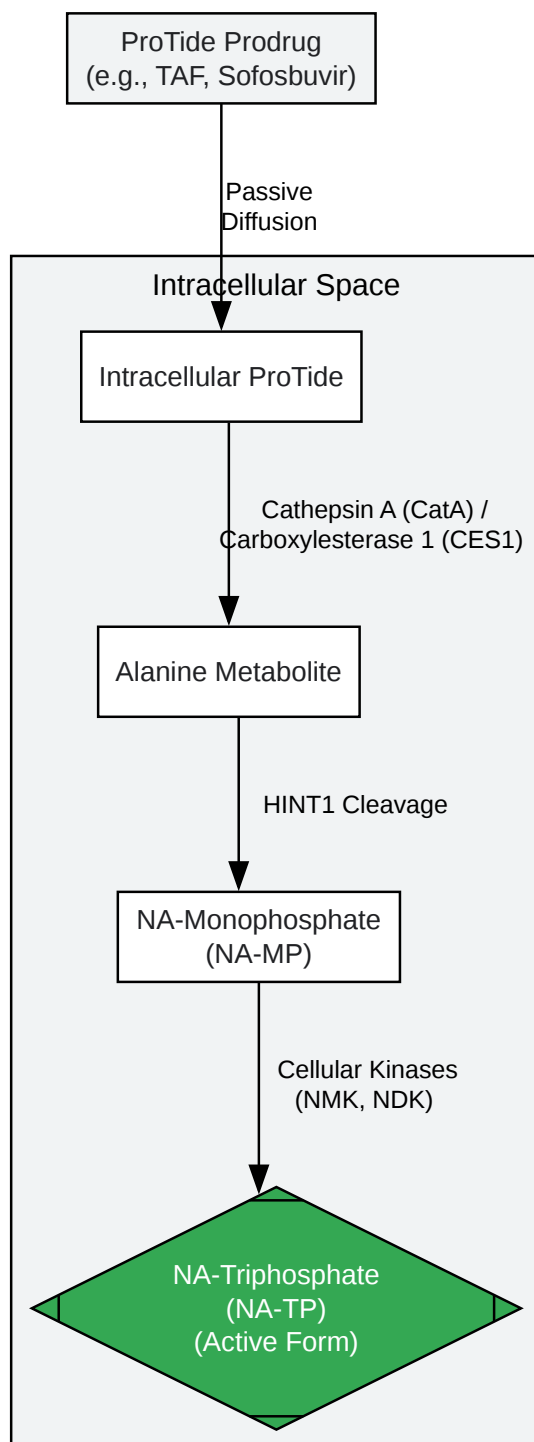 ProTide Prodrug
(e.g., TAF, Sofosbuvir)
Passive
Diffusion
Intracellular Space
Intracellular ProTide
Cathepsin A (CatA) /
Carboxylesterase 1 (CES1)
Alanine Metabolite
HINT1 Cleavage
NA-Monophosphate
(NA-MP)
Cellular Kinases
(NMK, NDK)
NA-Triphosphate
(NA-TP)
(Active Form)